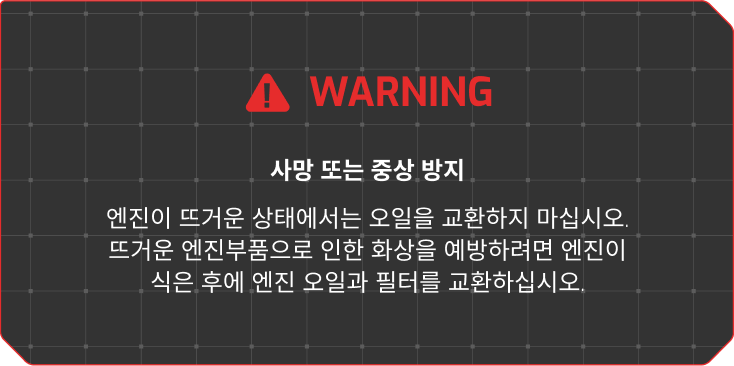 WARNING
사망 또는 중상 방지
엔진이 뜨거운 상태에서는 오일을 교환하지 마십시오.
뜨거운 엔진부품으로 인한 화상을 예방하려면 엔진이
식은 후에 엔진 오일과 필터를 교환하십시오.